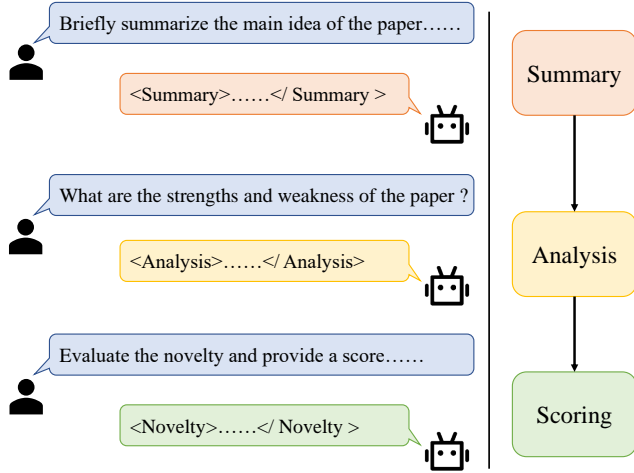 Briefly summarize the main idea of the paper……
<Summary>……</ Summary >
Summary
What are the strengths and weakness of the paper ?
<Analysis>……</ Analysis>
Analysis
Evaluate the novelty and provide a score……
<Novelty>……</ Novelty >
Scoring